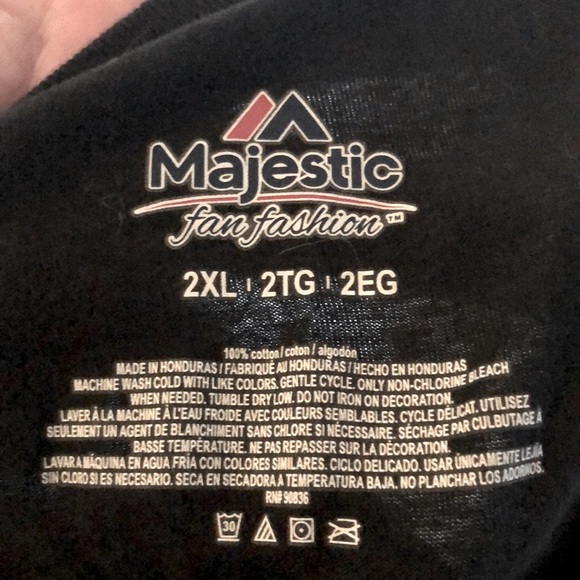 Majestic
fan fashion™
2XL | 2TG | 2EG
100% cotton/coton/algodón
MADE IN HONDURAS/FABRIQUÉ AU HONDURAS/HECHO EN HONDURAS
MACHINE WASH COLD WITH LIKE COLORS. GENTLE CYCLE. ONLY NON-CHLORINE BLEACH
WHEN NEEDED. TUMBLE DRY LOW. DO NOT IRON ON DECORATION.
LAVER À LA MACHINE À L'EAU FROIDE AVEC COULEURS SEMBLABLES. CYCLE DÉLICAT. UTILISEZ
SEULEMENT UN AGENT DE BLANCHIMENT SANS CHLORE SI NÉCESSAIRE. SÉCHAGE PAR CULBUTAGE À
BASSE TEMPÉRATURE. NE PAS REPASSER SUR LA DÉCORATION.
LAVAR A MÁQUINA EN AGUA FRÍA CON COLORES SIMILARES. CICLO DELICADO. USAR ÚNICAMENTE LEJÍA
SIN CLORO SI ES NECESARIO. SECA EN SECADORA A TEMPERATURA BAJA. NO PLANCHAR LOS ADORNOS.
RN# 90836
30